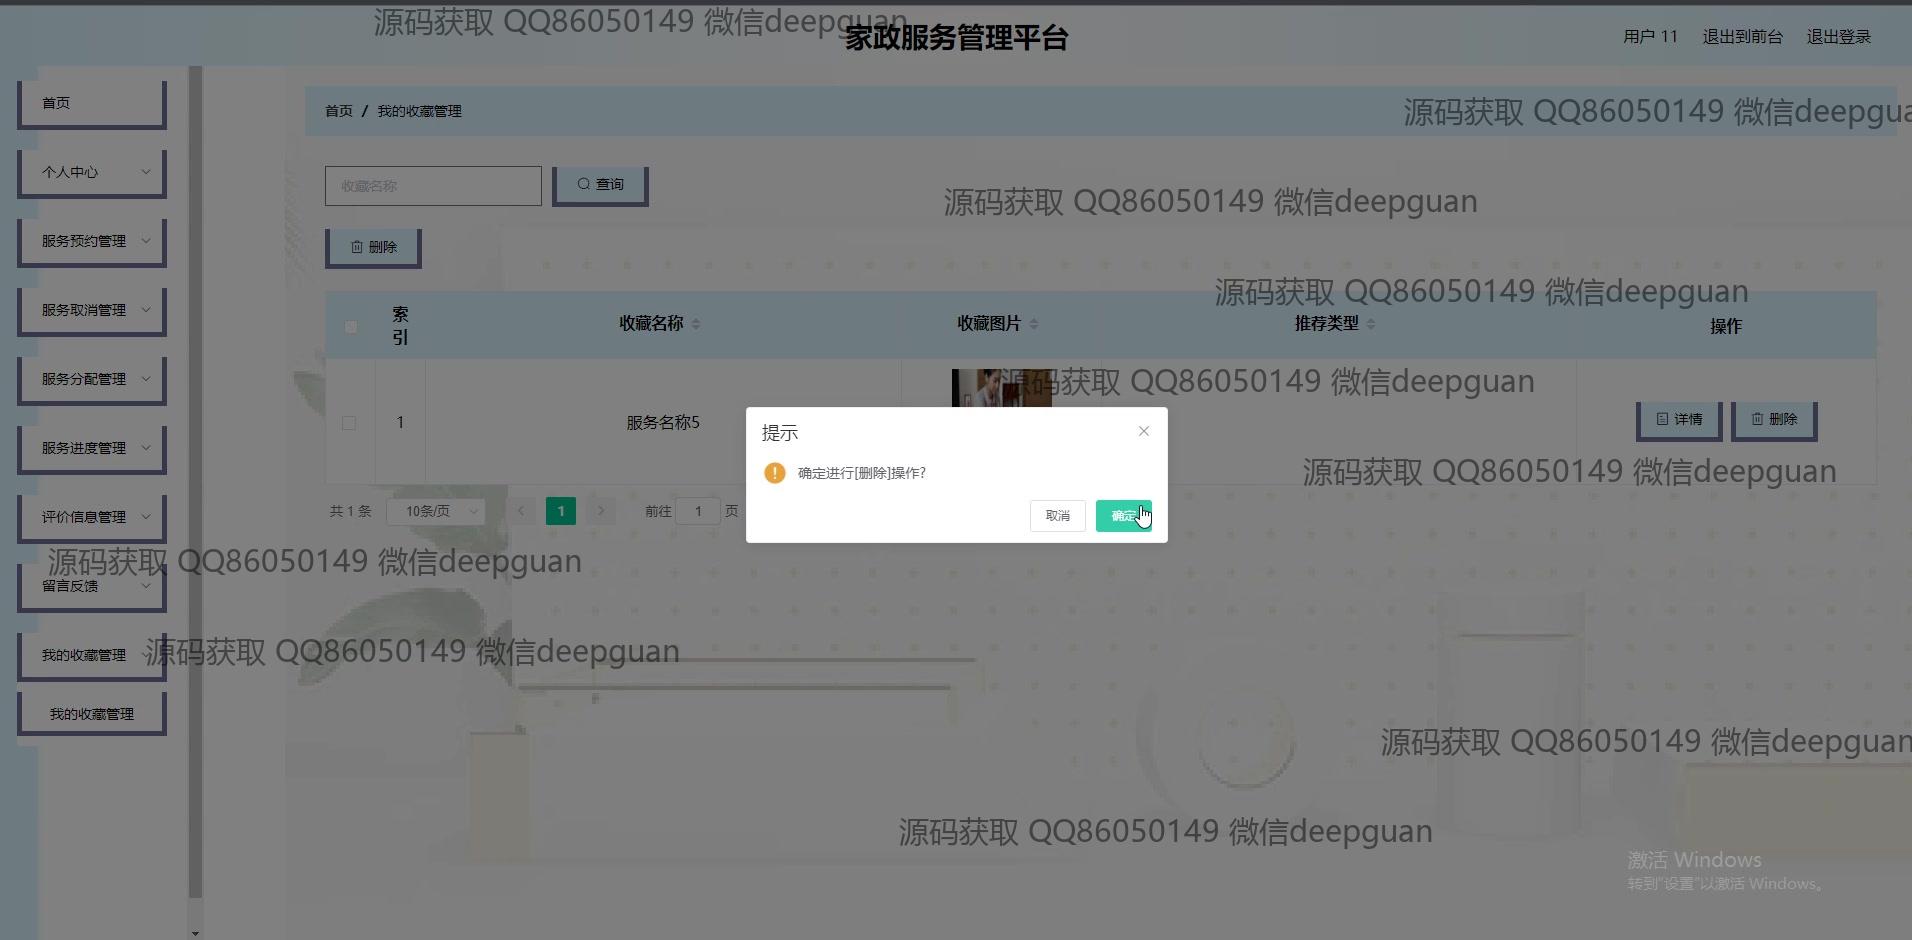 源码获取 QQ86050149 微信deepguan
家政服务管理平台
用户 11
退出到前台
退出登录
首页
个人中心
服务预约管理
服务取消管理
服务分配管理
服务进度管理
评价信息管理
留言反馈
我的收藏管理
我的收藏管理
首页 / 我的收藏管理
源码获取 QQ86050149 微信deepgua
收藏名称
查询
源码获取 QQ86050149 微信deepguan
删除
源码获取 QQ86050149 微信deepguan
索引
收藏名称
收藏图片
推荐类型
操作
源码获取 QQ86050149 微信deepguan
1
服务名称5
详情
删除
源码获取 QQ86050149 微信deepguan
提示
确定进行[删除]操作?
取消
确定
共 1 条
10条/页
1
前往
1
页
源码获取 QQ86050149 微信deepguan
源码获取 QQ86050149 微信deepguan
源码获取 QQ86050149 微信deepguan
源码获取 QQ86050149 微信deepguan
激活 Windows
转到"设置"以激活 Windows。